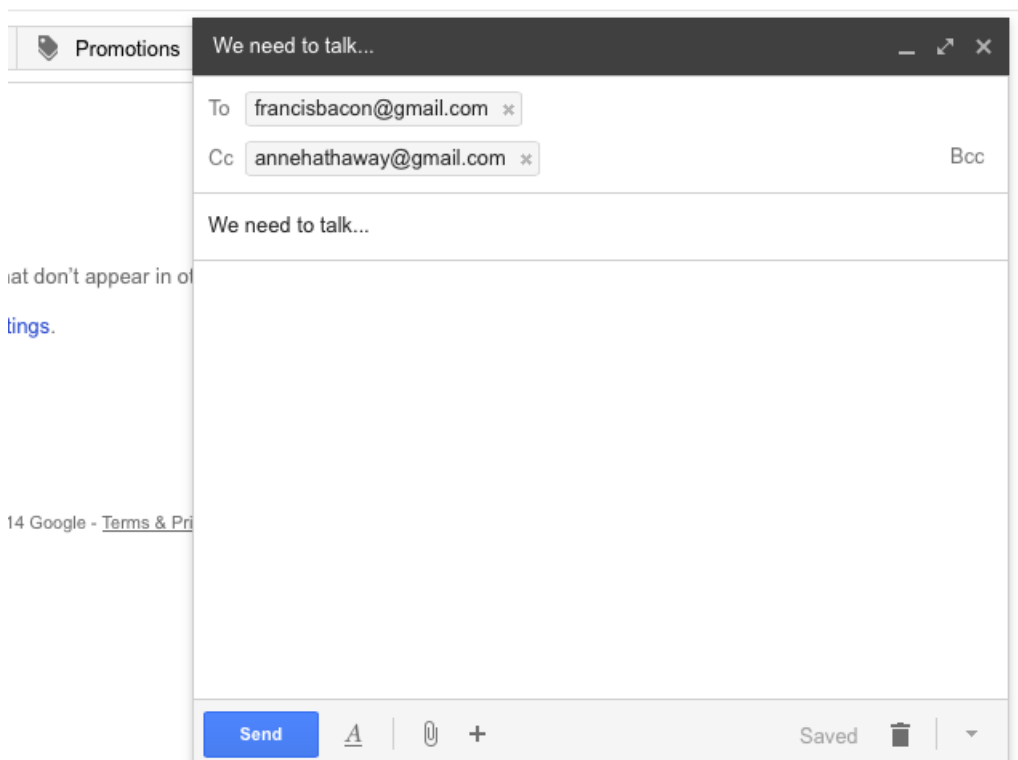 Promotions
We need to talk...
To francisbacon@gmail.com
Cc annehathaway@gmail.com Bcc
We need to talk...
at don't appear in
tings.
14 Google - Terms & Pri
Send A Saved